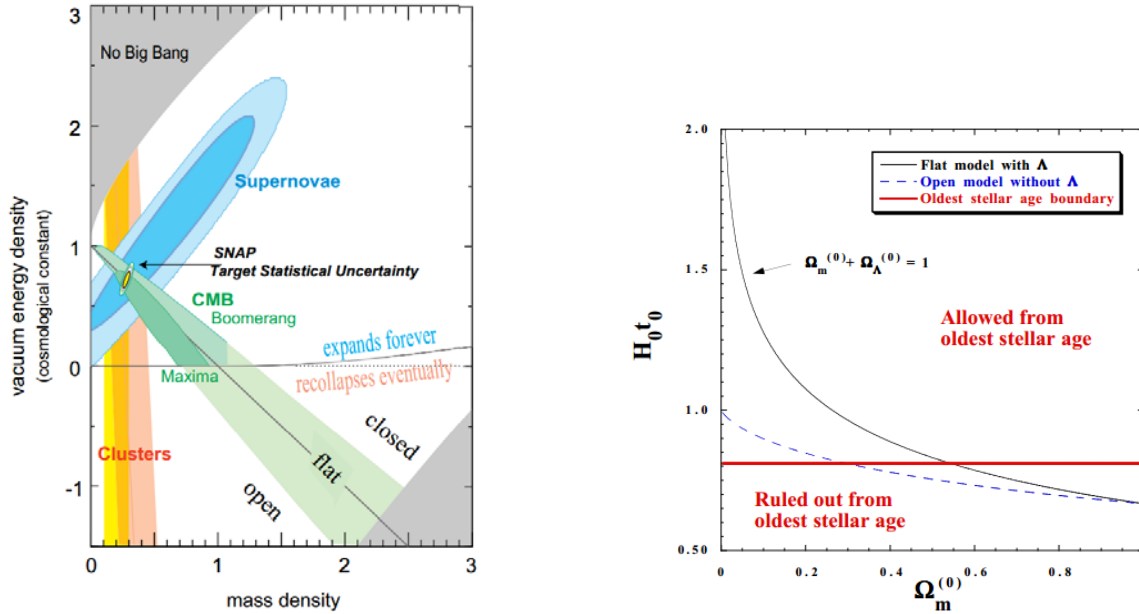 3
No Big Bang
2
Supernovae
SNAP
Target Statistical Uncertainty
1
CMB
Boomerang
expands forever
0
Maxima
recollapses eventually
closed
Clusters
flat
open
-1
0
1
2
3
mass density
vacuum energy density
(cosmological constant)
2.0
Flat model with Λ
Open model without Λ
Oldest stellar age boundary
Ωm(0)+ ΩΛ(0) = 1
1.5
Allowed from
oldest stellar age
H0t0
1.0
Ruled out from
oldest stellar age
0.50
0
0.2
0.4
0.6
0.8
Ωm(0)